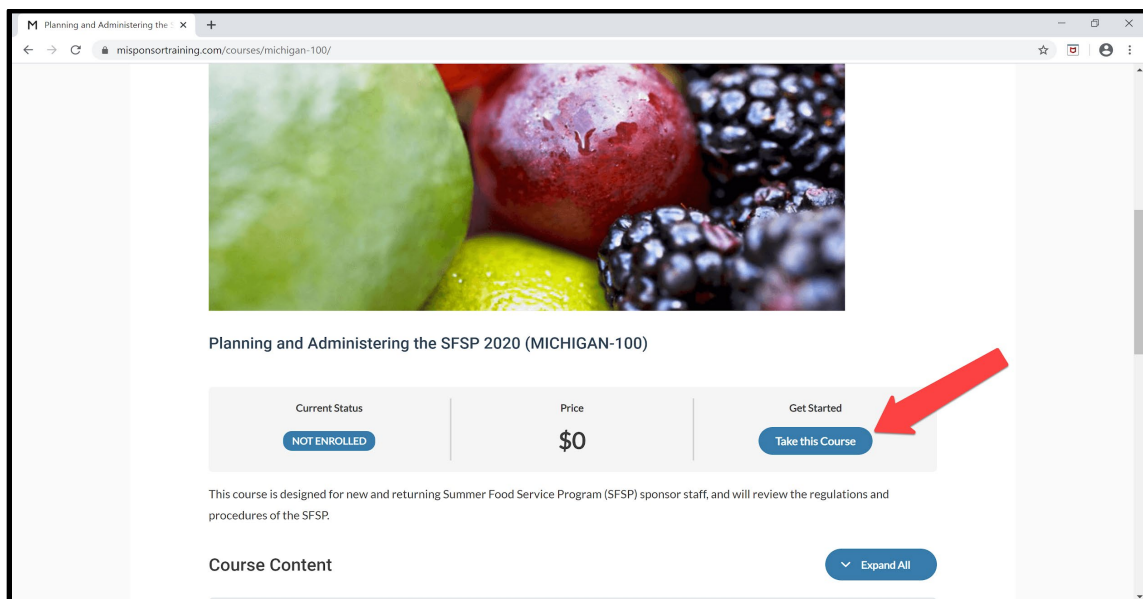 Planning and Administering the S
misponsortraining.com/courses/michigan-100/
Planning and Administering the SFSP 2020 (MICHIGAN-100)
Current Status
Price
Get Started
NOT ENROLLED
$0
Take this Course
This course is designed for new and returning Summer Food Service Program (SFSP) sponsor staff, and will review the regulations and
procedures of the SFSP.
Course Content
Expand All